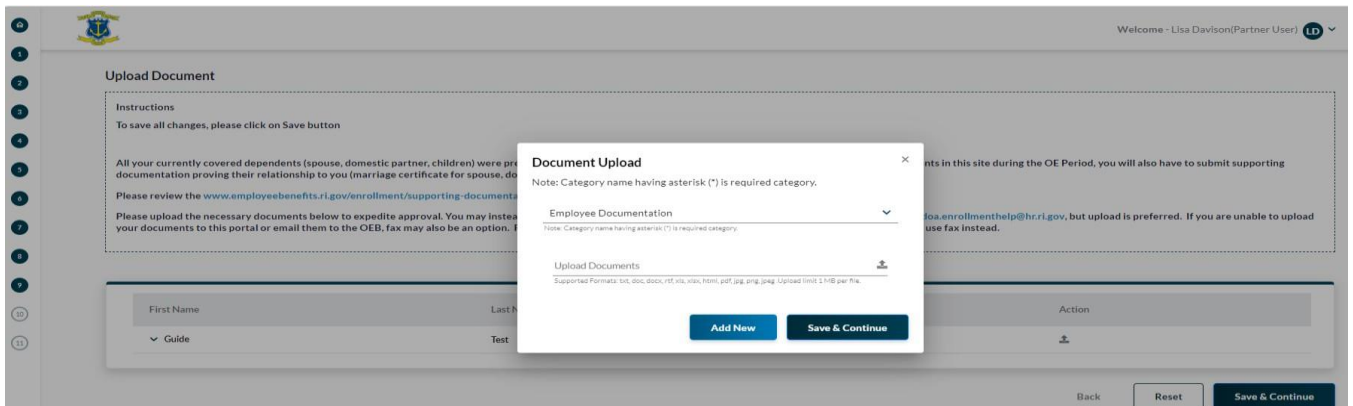 Welcome - Lisa Davison(Partner User) LD
1
2
3
4
5
6
7
8
9
10
11
Upload Document
Instructions
To save all changes, please click on Save button
All your currently covered dependents (spouse, domestic partner, children) were pre
nts in this site during the OE Period, you will also have to submit supporting
documentation proving their relationship to you (marriage certificate for spouse, do
Please review the www.employeebenefits.ri.gov/enrollment/supporting-documenta
Please upload the necessary documents below to expedite approval. You may instea
doa.enrollmenthelp@hr.ri.gov, but upload is preferred. If you are unable to upload
your documents to this portal or email them to the OEB, fax may also be an option.
use fax instead.
Document Upload ×
Note: Category name having asterisk (*) is required category.
Employee Documentation
Note: Category name having asterisk (*) is required category.
Upload Documents
Supported Formats: txt, doc, docx, rtf, xls, xlsx, html, pdf, jpg, png, jpeg. Upload limit 1 MB per file.
Add New Save & Continue
First Name Last N Action
Guide Test
Back Reset Save & Continue